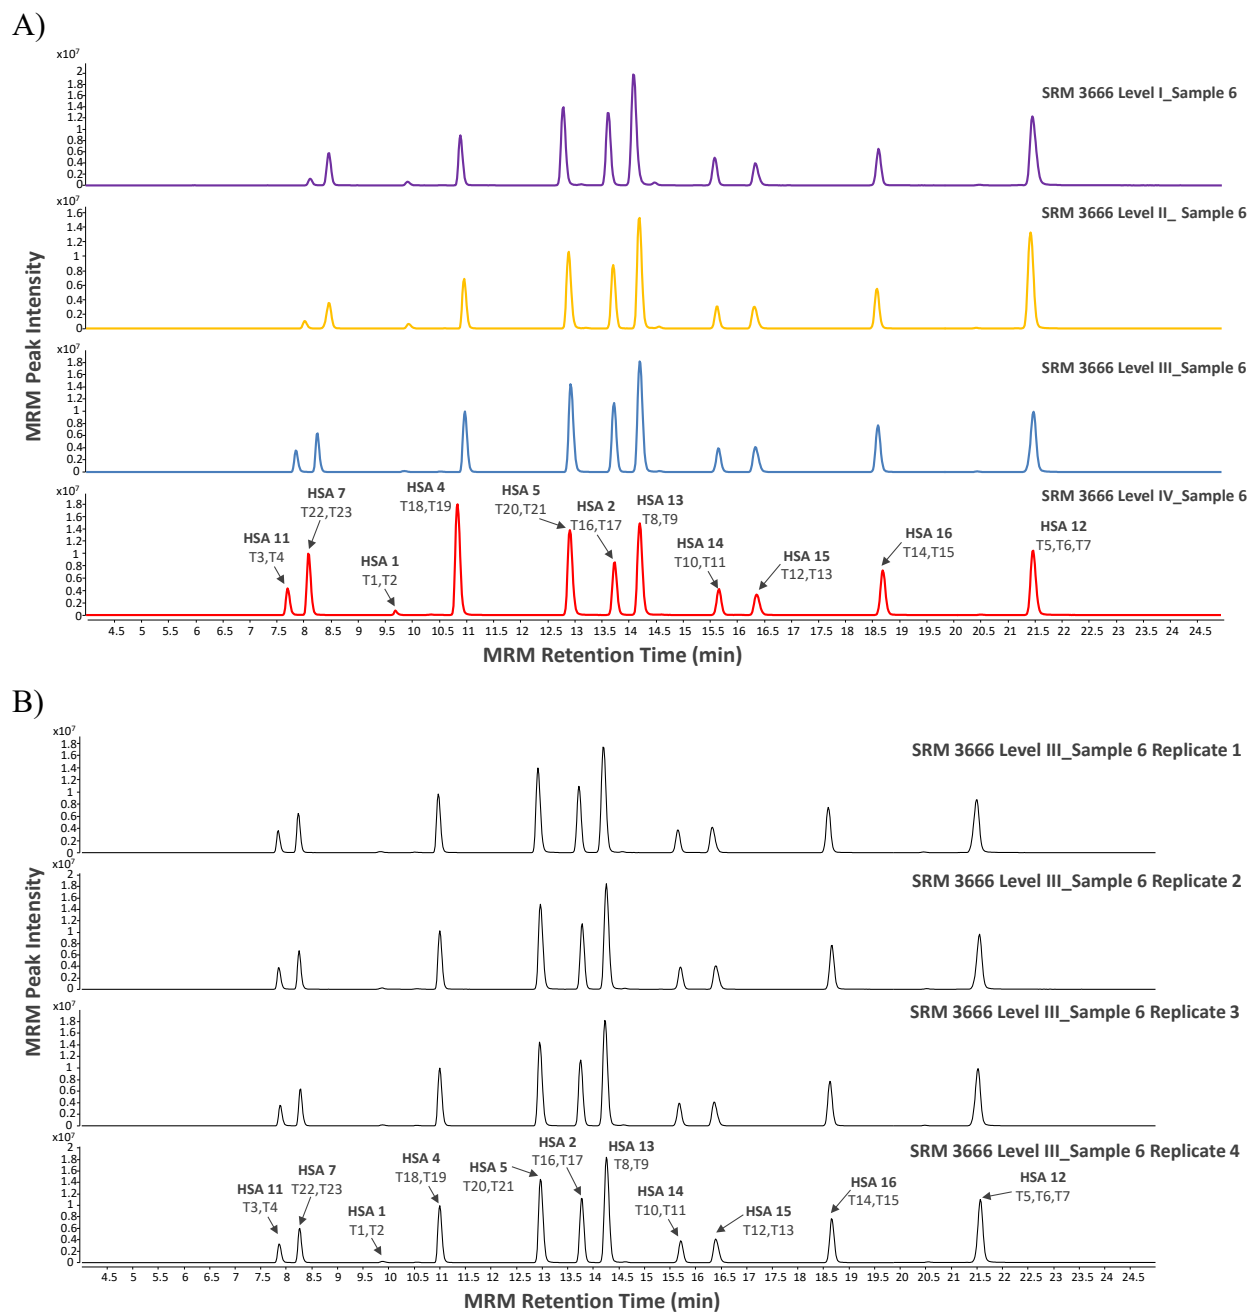 A)
x10⁷
2
1.8
1.6
1.4
1.2
1
0.8
0.6
0.4
0.2
0
SRM 3666 Level I_Sample 6
x10⁷
1.6
1.4
1.2
1
0.8
0.6
0.4
0.2
0
SRM 3666 Level II_ Sample 6
x10⁷
1.8
1.6
1.4
1.2
1
0.8
0.6
0.4
0.2
0
SRM 3666 Level III_Sample 6
x10⁷
1.8
1.6
1.4
1.2
1
0.8
0.6
0.4
0.2
0
SRM 3666 Level IV_Sample 6
HSA 11
T3,T4
HSA 7
T22,T23
HSA 1
T1,T2
HSA 4
T18,T19
HSA 5
T20,T21
HSA 2
T16,T17
HSA 13
T8,T9
HSA 14
T10,T11
HSA 15
T12,T13
HSA 16
T14,T15
HSA 12
T5,T6,T7
MRM Peak Intensity
4.5 5 5.5 6 6.5 7 7.5 8 8.5 9 9.5 10 10.5 11 11.5 12 12.5 13 13.5 14 14.5 15 15.5 16 16.5 17 17.5 18 18.5 19 19.5 20 20.5 21 21.5 22 22.5 23 23.5 24 24.5
MRM Retention Time (min)
B)
x10⁷
1.8
1.6
1.4
1.2
1
0.8
0.6
0.4
0.2
0
SRM 3666 Level III_Sample 6 Replicate 1
x10⁷
2
1.8
1.6
1.4
1.2
1
0.8
0.6
0.4
0.2
0
SRM 3666 Level III_Sample 6 Replicate 2
x10⁷
1.8
1.6
1.4
1.2
1
0.8
0.6
0.4
0.2
0
SRM 3666 Level III_Sample 6 Replicate 3
x10⁷
1.8
1.6
1.4
1.2
1
0.8
0.6
0.4
0.2
0
SRM 3666 Level III_Sample 6 Replicate 4
HSA 11
T3,T4
HSA 7
T22,T23
HSA 1
T1,T2
HSA 4
T18,T19
HSA 5
T20,T21
HSA 2
T16,T17
HSA 13
T8,T9
HSA 14
T10,T11
HSA 15
T12,T13
HSA 16
T14,T15
HSA 12
T5,T6,T7
MRM Peak Intensity
4.5 5 5.5 6 6.5 7 7.5 8 8.5 9 9.5 10 10.5 11 11.5 12 12.5 13 13.5 14 14.5 15 15.5 16 16.5 17 17.5 18 18.5 19 19.5 20 20.5 21 21.5 22 22.5 23 23.5 24 24.5
MRM Retention Time (min)